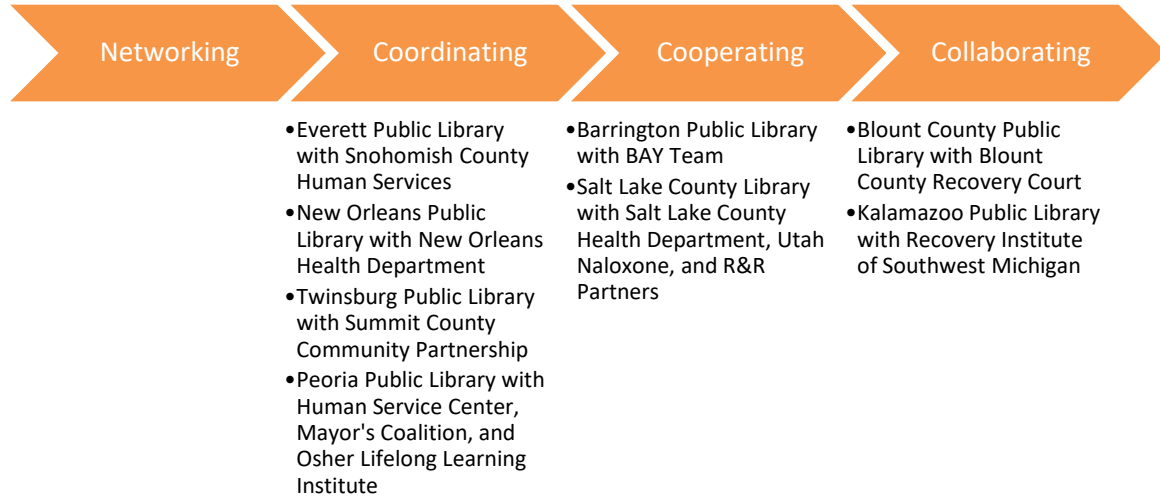 Networking
Coordinating
Cooperating
Collaborating
•Everett Public Library
with Snohomish County
Human Services
•New Orleans Public
Library with New Orleans
Health Department
•Twinsburg Public Library
with Summit County
Community Partnership
•Peoria Public Library with
Human Service Center,
Mayor's Coalition, and
Osher Lifelong Learning
Institute
•Barrington Public Library
with BAY Team
•Salt Lake County Library
with Salt Lake County
Health Department, Utah
Naloxone, and R&R
Partners
•Blount County Public
Library with Blount
County Recovery Court
•Kalamazoo Public Library
with Recovery Institute
of Southwest Michigan